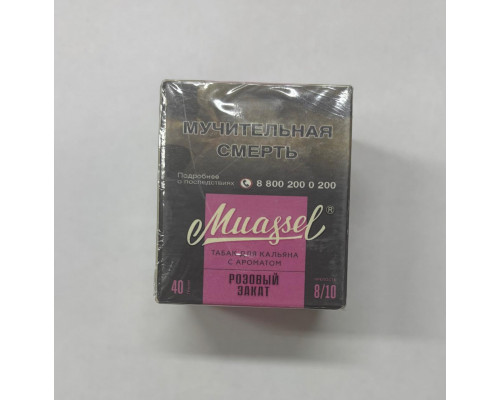 МУЧИТЕЛЬНАЯ
СМЕРТЬ
Подробнее
о последствиях 8 800 200 0 200
Muassel®
ТАБАК ДЛЯ КАЛЬЯНА
С АРОМАТОМ
РОЗОВЫЙ
ЗАКАТ
40
8/10